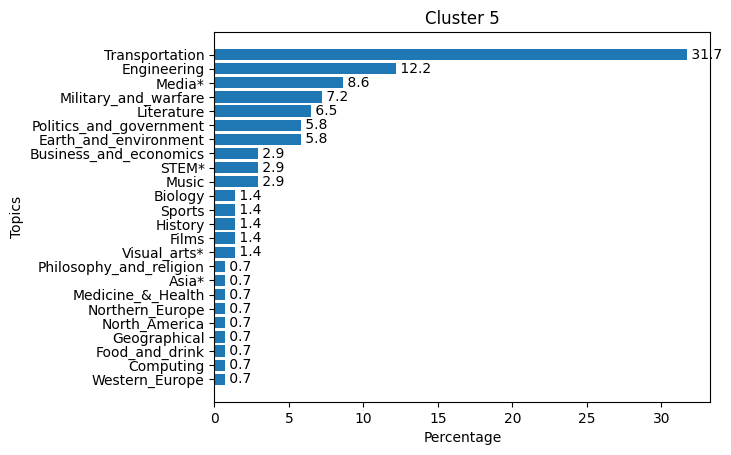 Cluster 5
Transportation 31.7
Engineering 12.2
Media* 8.6
Military_and_warfare 7.2
Literature 6.5
Politics_and_government 5.8
Earth_and_environment 5.8
Business_and_economics 2.9
STEM* 2.9
Music 2.9
Biology 1.4
Sports 1.4
History 1.4
Films 1.4
Visual_arts* 1.4
Philosophy_and_religion 0.7
Asia* 0.7
Medicine_&_Health 0.7
Northern_Europe 0.7
North_America 0.7
Geographical 0.7
Food_and_drink 0.7
Computing 0.7
Western_Europe 0.7
Topics
0 5 10 15 20 25 30
Percentage